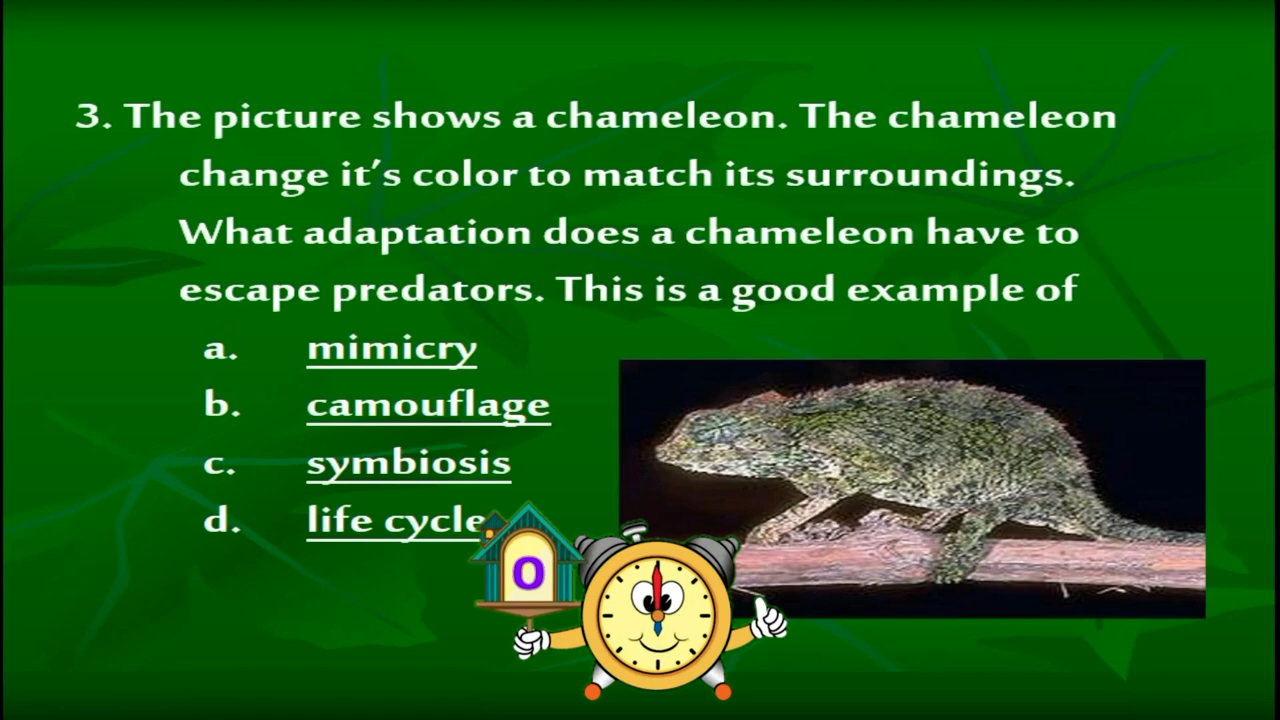 3. The picture shows a chameleon. The chameleon
change it's color to match its surroundings.
What adaptation does a chameleon have to
escape predators. This is a good example of
a. mimicry
b. camouflage
c. symbiosis
d. life cycle
0